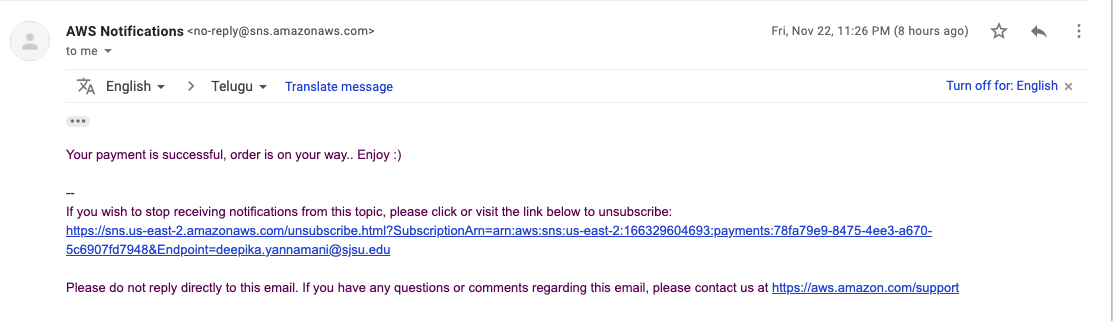 AWS Notifications <no-reply@sns.amazonaws.com>
Fri, Nov 22, 11:26 PM (8 hours ago)
to me
English > Telugu Translate message
Turn off for: English ×
Your payment is successful, order is on your way.. Enjoy :)
--
If you wish to stop receiving notifications from this topic, please click or visit the link below to unsubscribe:
https://sns.us-east-2.amazonaws.com/unsubscribe.html?SubscriptionArn=arn:aws:sns:us-east-2:166329604693:payments:78fa79e9-8475-4ee3-a670-
5c6907fd7948&Endpoint=deepika.yannamani@sjsu.edu
Please do not reply directly to this email. If you have any questions or comments regarding this email, please contact us at https://aws.amazon.com/support